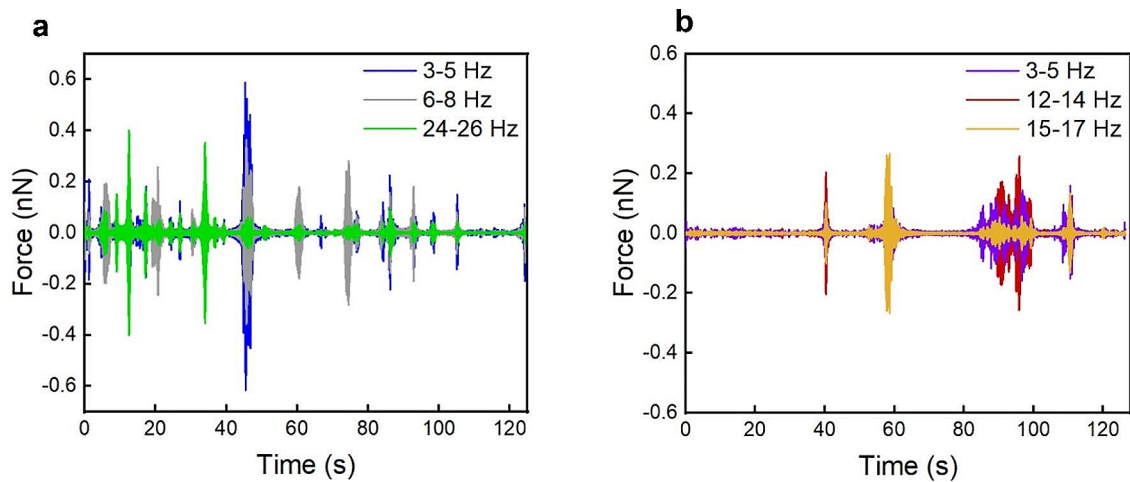 a
3-5 Hz
6-8 Hz
24-26 Hz
Force (nN)
0.6
0.4
0.2
0.0
-0.2
-0.4
-0.6
0 20 40 60 80 100 120
Time (s)
b
3-5 Hz
12-14 Hz
15-17 Hz
Force (nN)
0.6
0.4
0.2
0.0
-0.2
-0.4
-0.6
0 20 40 60 80 100 120
Time (s)